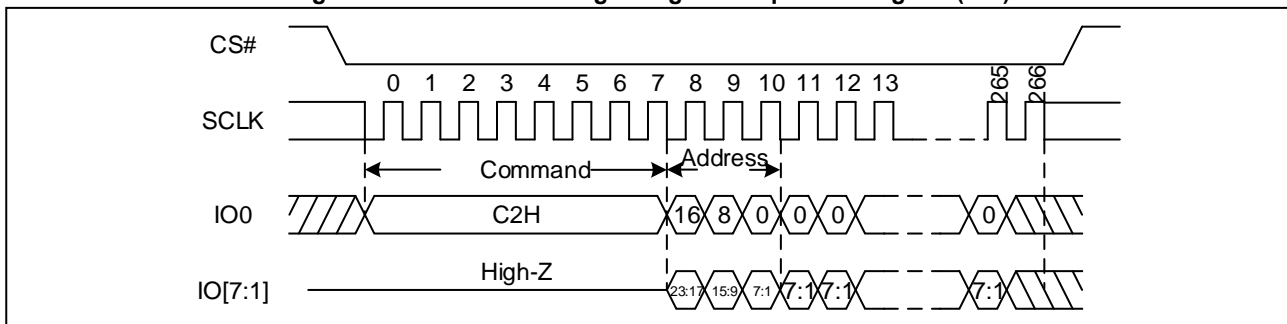 CS#
0 1 2 3 4 5 6 7 8 9 10 11 12 13 265 266
SCLK
Command Address
IO0 C2H 16 8 0 0 0 0
High-Z
IO[7:1] 23:17 15:9 7:1 7:1 7:1 7:1